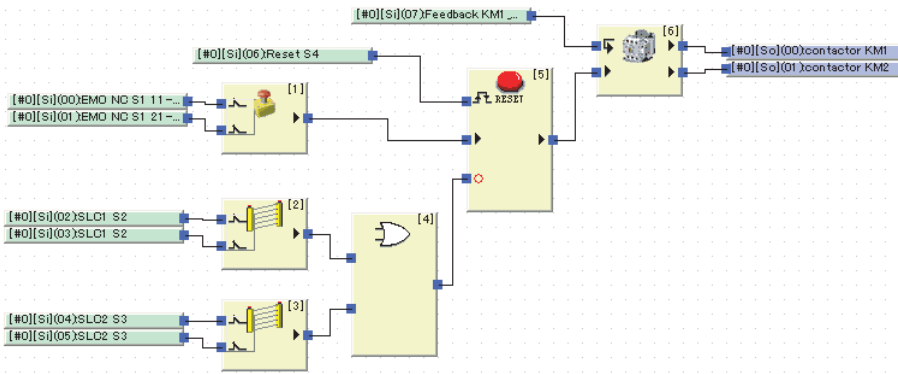 [#0][Si](07):Feedback KM1 _...
[6]
[#0][So](00):contactor KM1
[#0][So](01):contactor KM2
[#0][Si](06):Reset S4
[5]
RESET
[#0][Si](00):EMO NC S1 11-...
[#0][Si](01):EMO NC S1 21-...
[1]
[#0][Si](02):SLC1 S2
[#0][Si](03):SLC1 S2
[2]
[4]
[#0][Si](04):SLC2 S3
[#0][Si](05):SLC2 S3
[3]